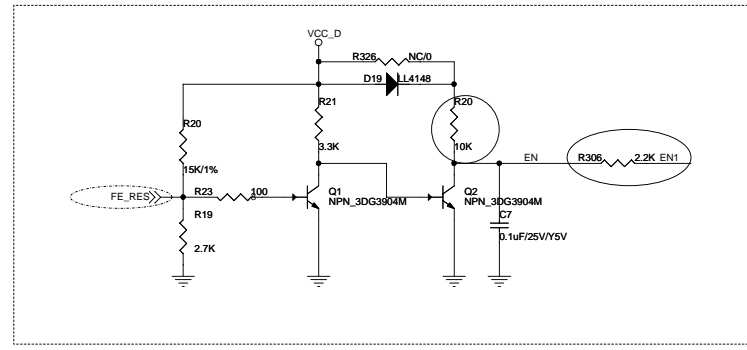 VCC_D
R326 NC/0
D19 LL4148
R20
15K/1%
R21
3.3K
R20
10K
EN
R306 2.2K EN1
FE_RES
R23 100
R19
2.7K
Q1
NPN_3DG3904M
Q2
NPN_3DG3904M
C7
0.1uF/25V/Y5V